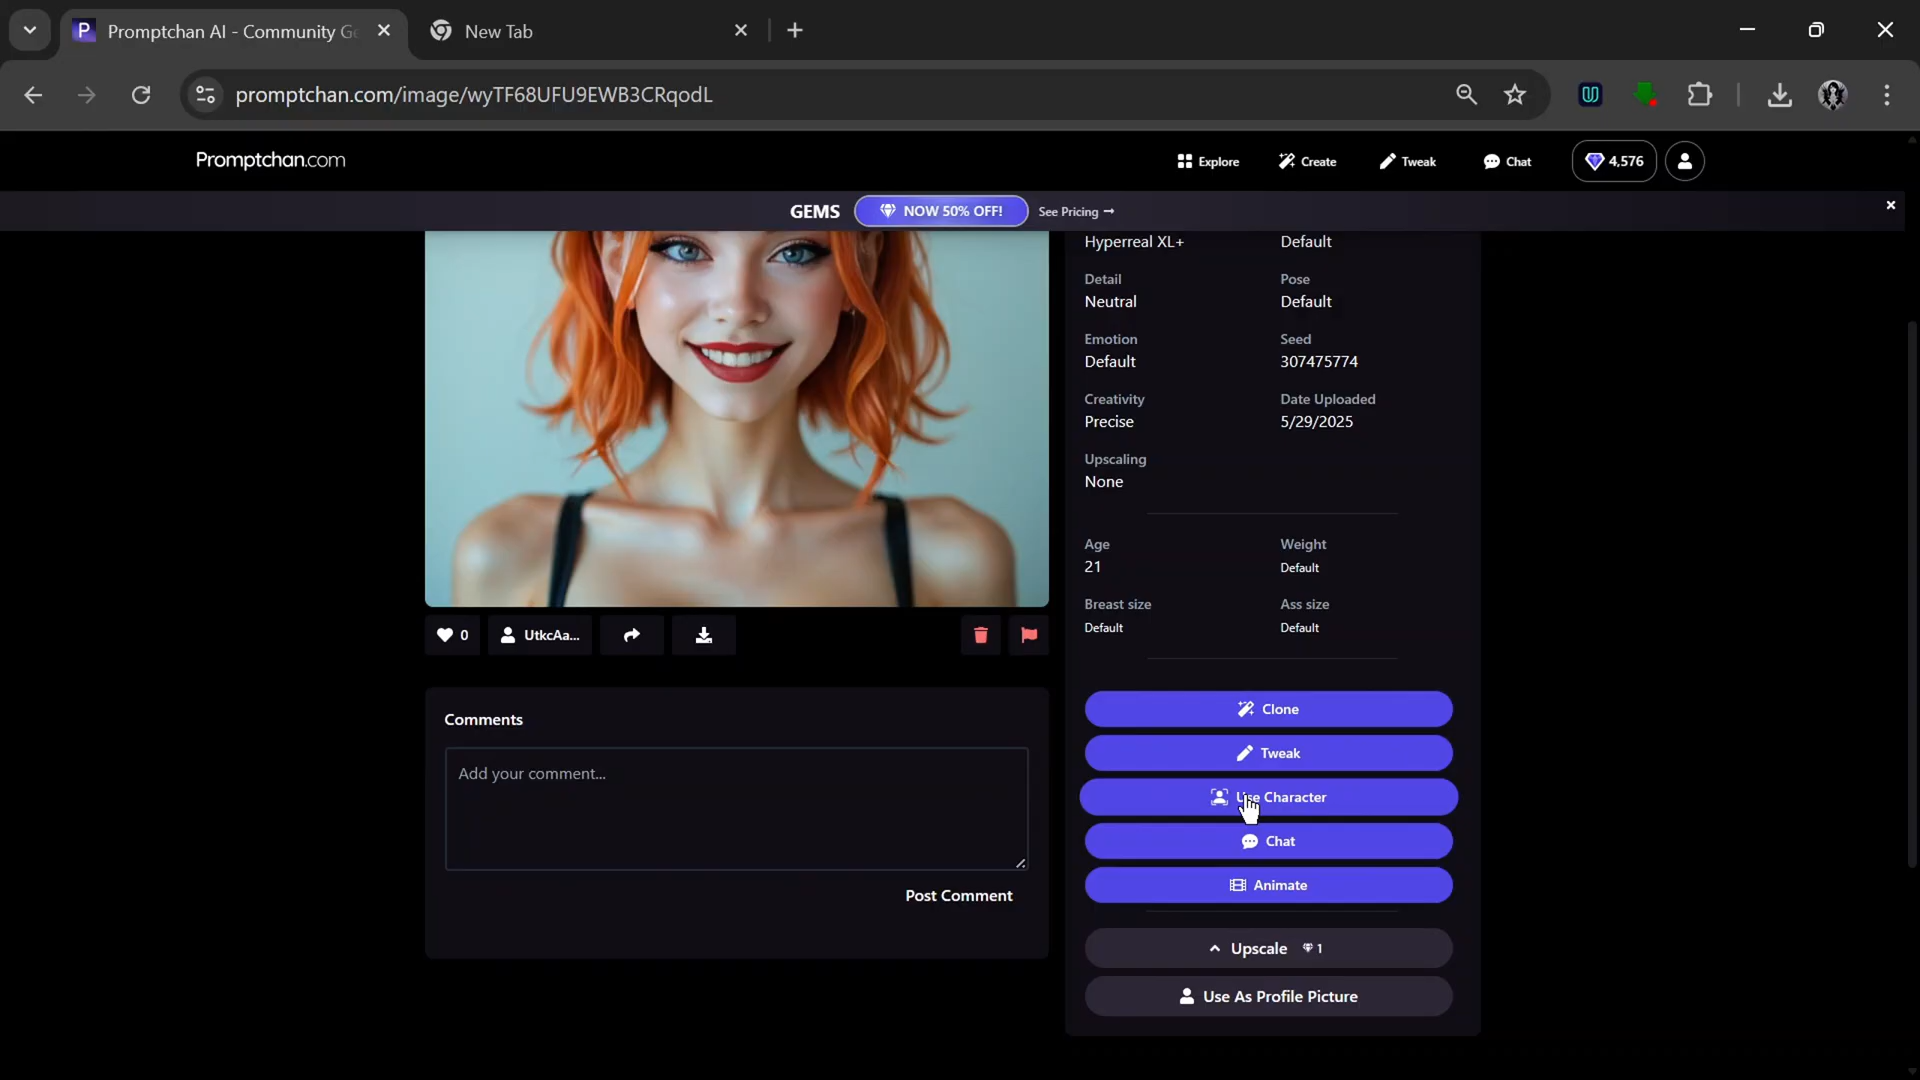 Promptchan AI - Community Ge
New Tab
promptchan.com/image/wyTF68UFU9EWB3CRqodL
Promptchan.com
Explore
Create
Tweak
Chat
4,576
GEMS
NOW 50% OFF!
See Pricing →
Hyperreal XL+
Default
Detail
Pose
Neutral
Default
Emotion
Seed
Default
307475774
Creativity
Date Uploaded
Precise
5/29/2025
Upscaling
None
Age
Weight
21
Default
Breast size
Ass size
Default
Default
0
UtkcAa...
Clone
Tweak
Use Character
Chat
Animate
Upscale 1
Use As Profile Picture
Comments
Add your comment...
Post Comment